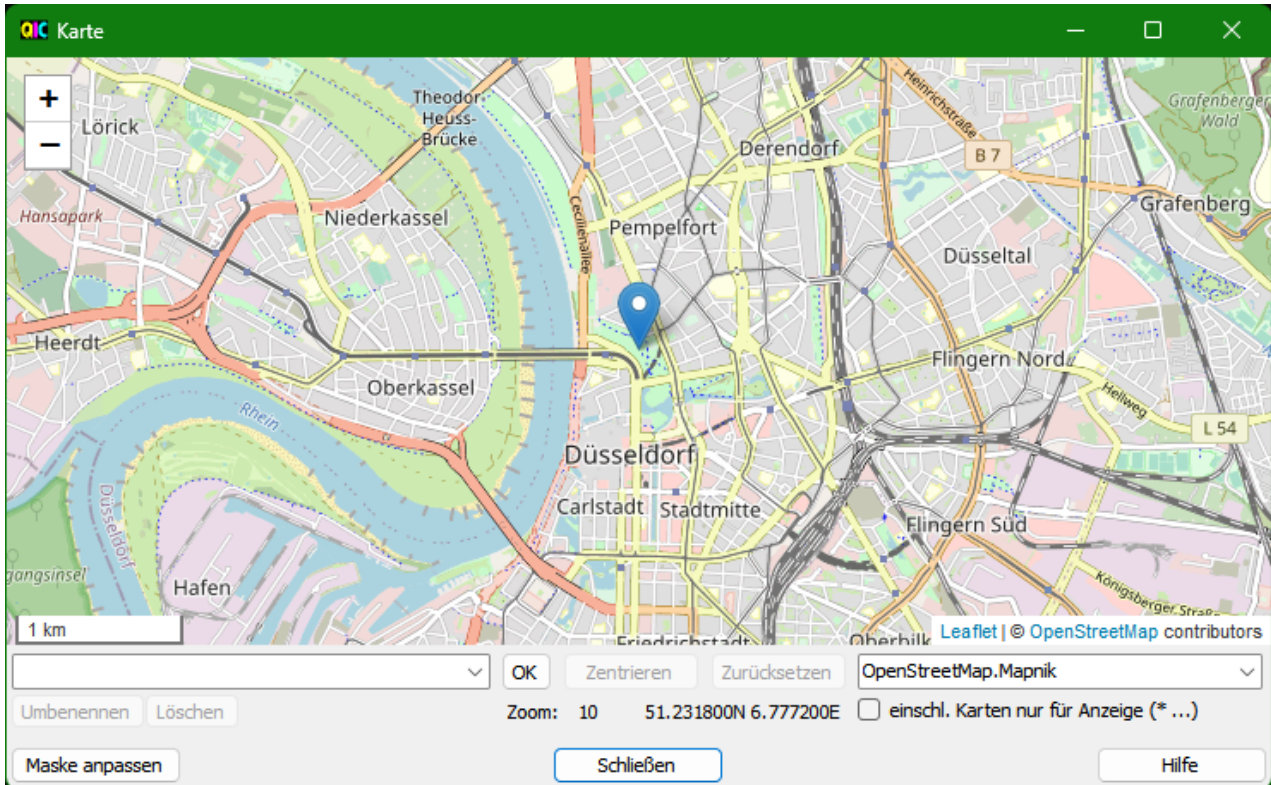 QIC Karte
+
−
Lörick
Theodor-
Heuss-
Brücke
Heinrichstraße
Grafenberger
Wald
Derendorf
B 7
Hansapark
Niederkassel
Cecilienallee
Pempelfort
Grafenberg
Düsseltal
Heerdt
Oberkassel
Flingern Nord
Rhein
Hellweg
L 54
Düsseldorf
Düsseldorf
Carlstadt
Stadtmitte
Flingern Süd
gangsinsel
Hafen
Königsberger Straße
1 km
Friedrichstadt
Oberbilk
Leaflet | © OpenStreetMap contributors
OK
Zentrieren
Zurücksetzen
OpenStreetMap.Mapnik
Umbenennen
Löschen
Zoom: 10 51.231800N 6.777200E
einschl. Karten nur für Anzeige (* ...)
Maske anpassen
Schließen
Hilfe